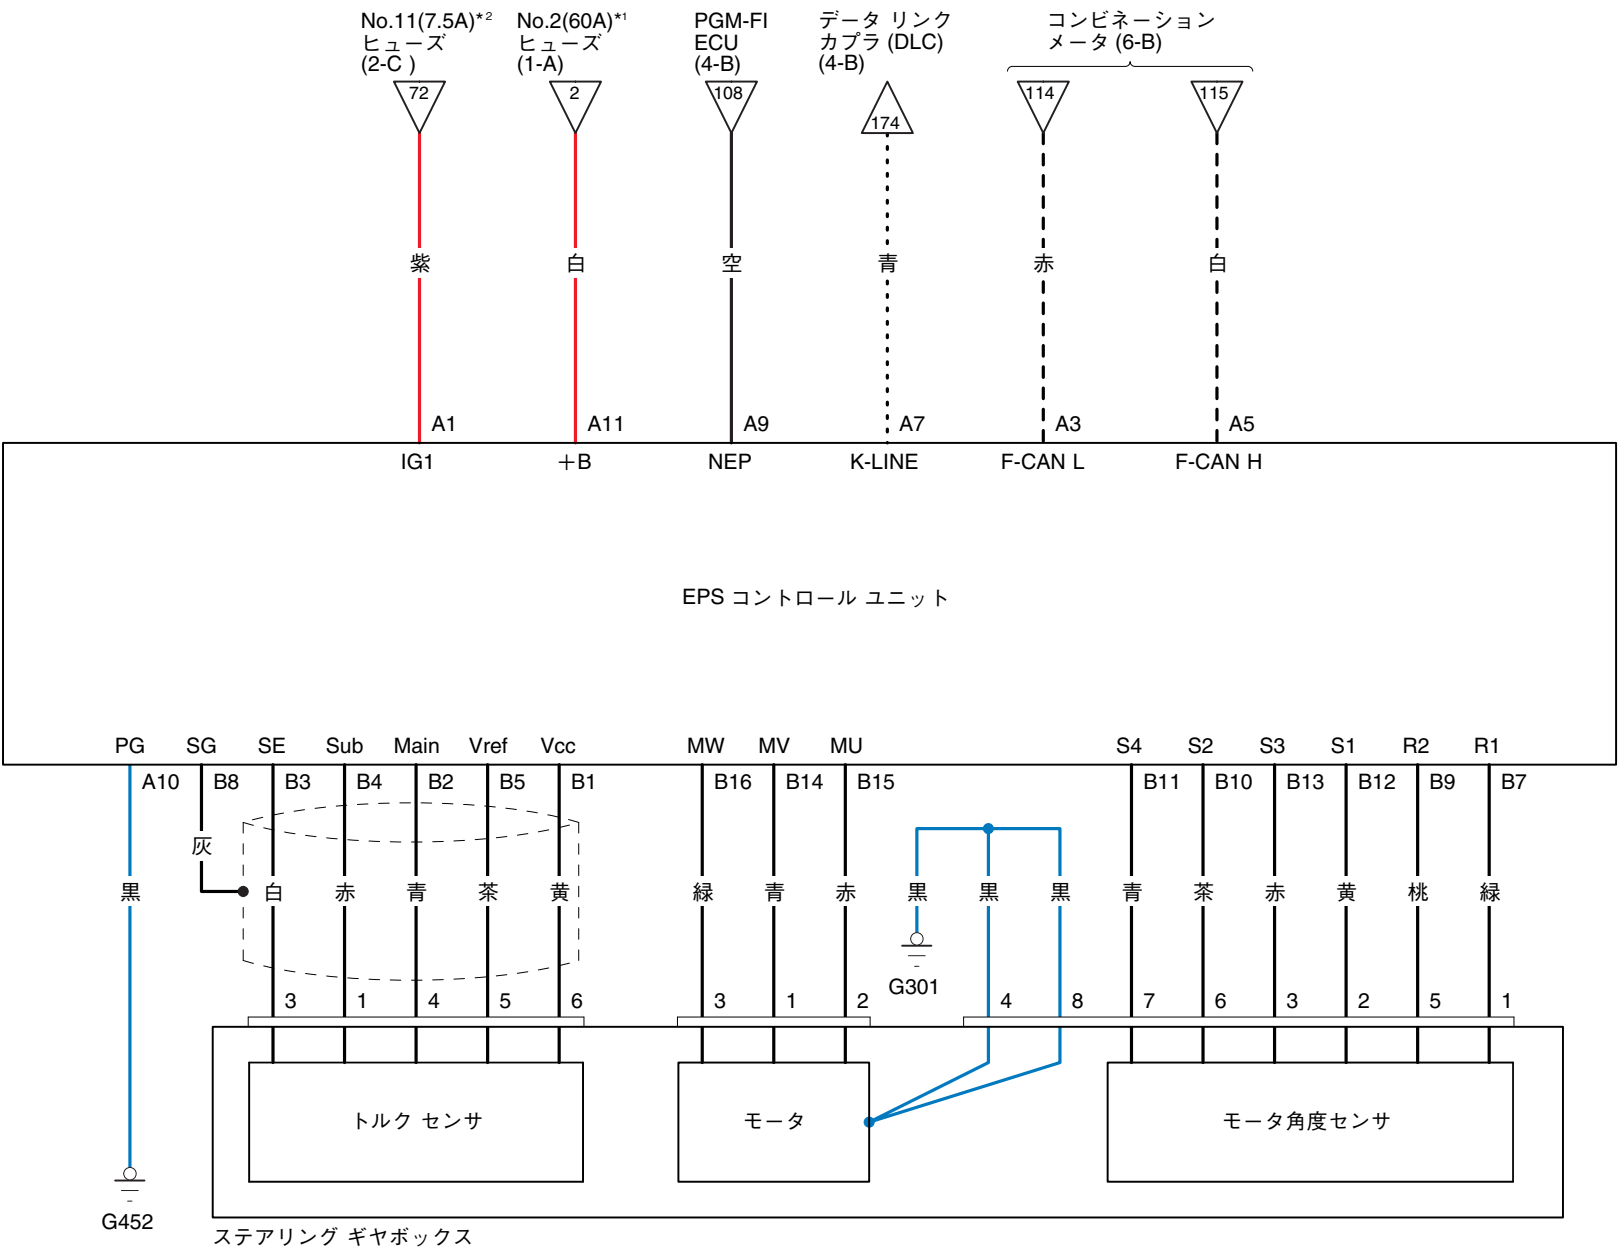 No.11(7.5A)*2
ヒューズ
(2-C )
No.2(60A)*1
ヒューズ
(1-A)
PGM-FI
ECU
(4-B)
データ リンク
カプラ (DLC)
(4-B)
コンビネーション
メータ (6-B)
72 2 108 174 114 115
紫 白 空 青 赤 白
A1 A11 A9 A7 A3 A5
IG1 +B NEP K-LINE F-CAN L F-CAN H
EPS コントロール ユニット
PG SG SE Sub Main Vref Vcc MW MV MU S4 S2 S3 S1 R2 R1
A10 B8 B3 B4 B2 B5 B1 B16 B14 B15 B11 B10 B13 B12 B9 B7
灰
黒 白 赤 青 茶 黄 緑 青 赤 黒 黒 黒 青 茶 赤 黄 桃 緑
G301
3 1 4 5 6 3 1 2 4 8 7 6 3 2 5 1
トルク センサ モータ モータ角度センサ
G452
ステアリング ギヤボックス